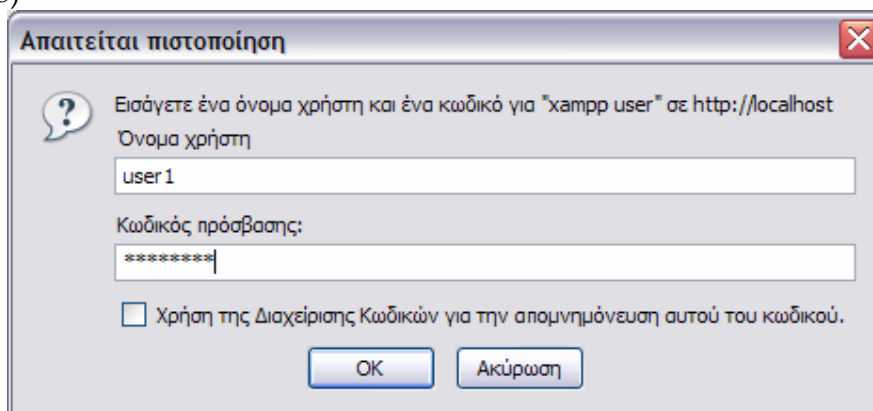 Απαιτείται πιστοποίηση
Εισάγετε ένα όνομα χρήστη και ένα κωδικό για "xampp user" σε http://localhost
Όνομα χρήστη
user1
Κωδικός πρόσβασης:
********
Χρήση της Διαχείρισης Κωδικών για την απομνημόνευση αυτού του κωδικού.
OK
Ακύρωση